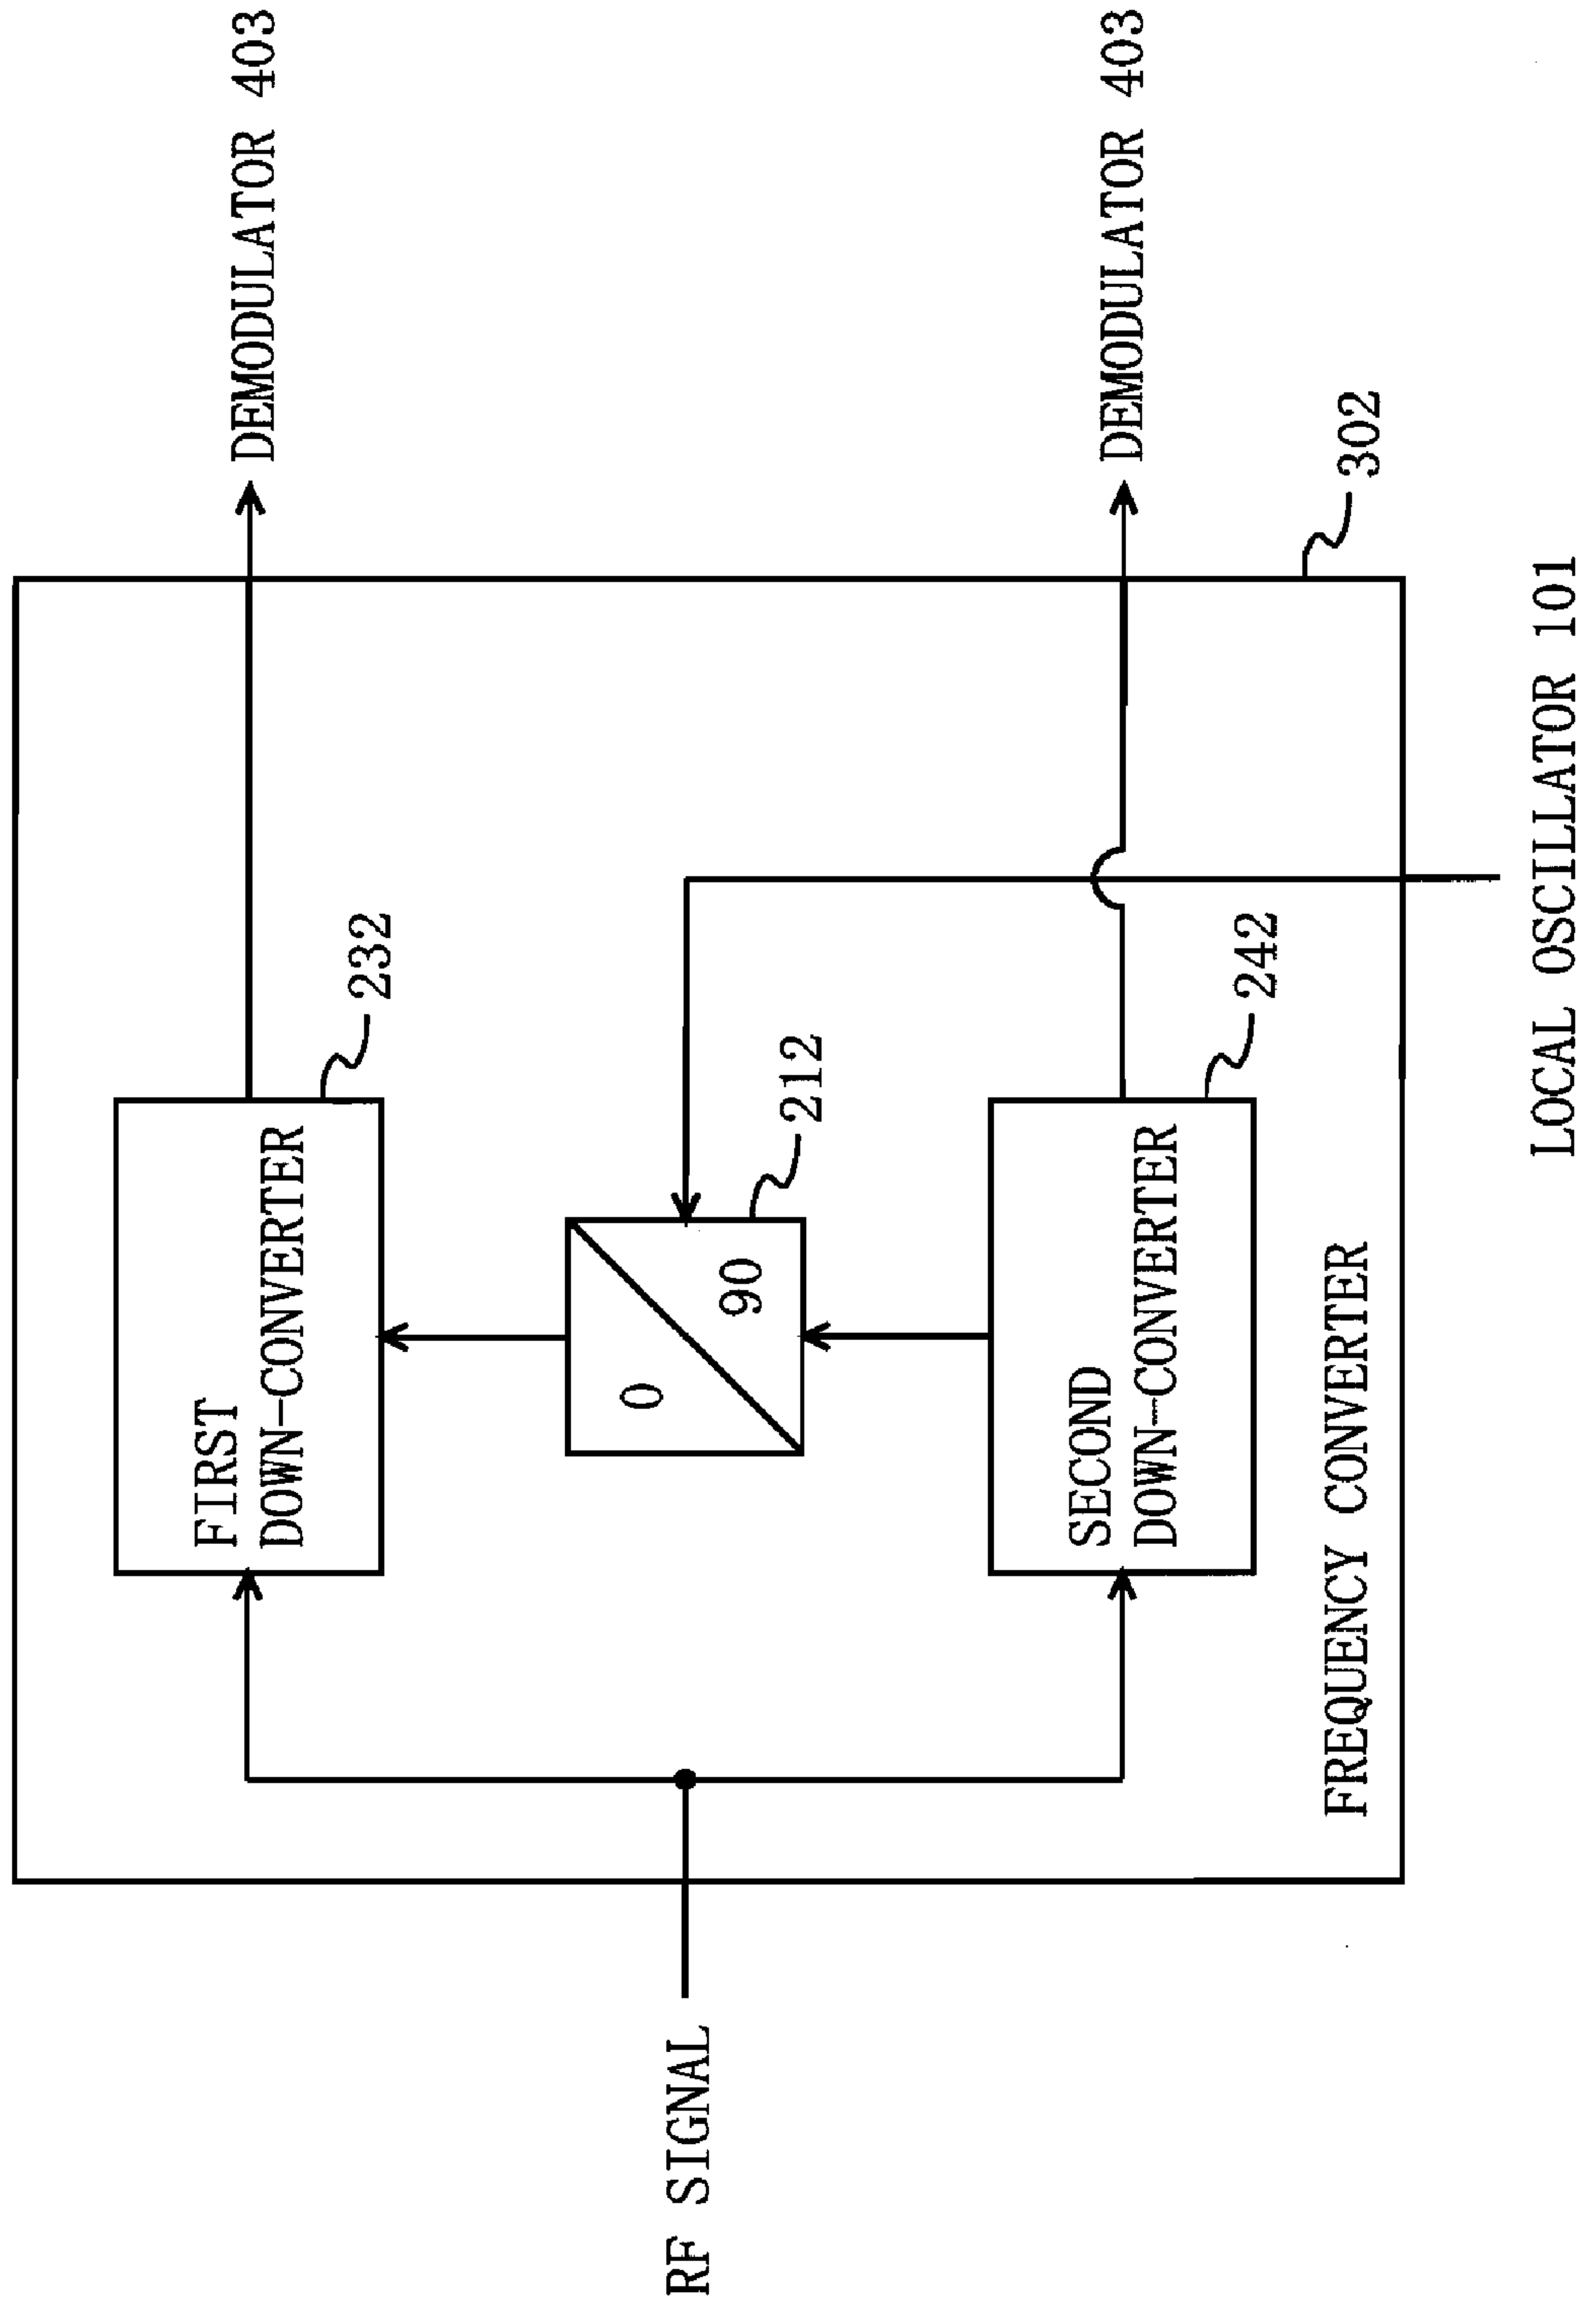 DEMODULATOR 403
232
FIRST
DOWN-CONVERTER
212
0
90
RF SIGNAL
DEMODULATOR 403
242
SECOND
DOWN-CONVERTER
302
FREQUENCY CONVERTER
LOCAL OSCILLATOR 101